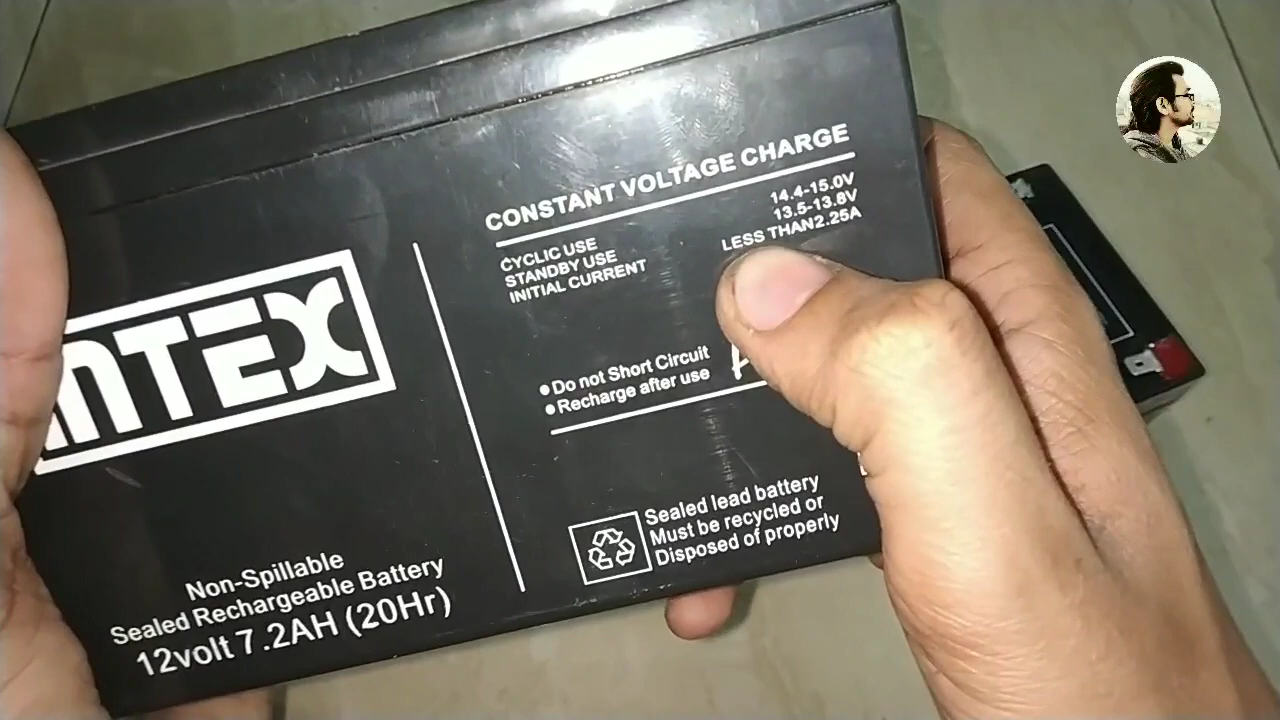 CONSTANT VOLTAGE CHARGE
CYCLIC USE 14.4-15.0V
STANDBY USE 13.5-13.8V
INITIAL CURRENT LESS THAN2.25A
● Do not Short Circuit
● Recharge after use
Sealed lead battery
Must be recycled or
Disposed of properly
Non-Spillable
Sealed Rechargeable Battery
12volt 7.2AH (20Hr)